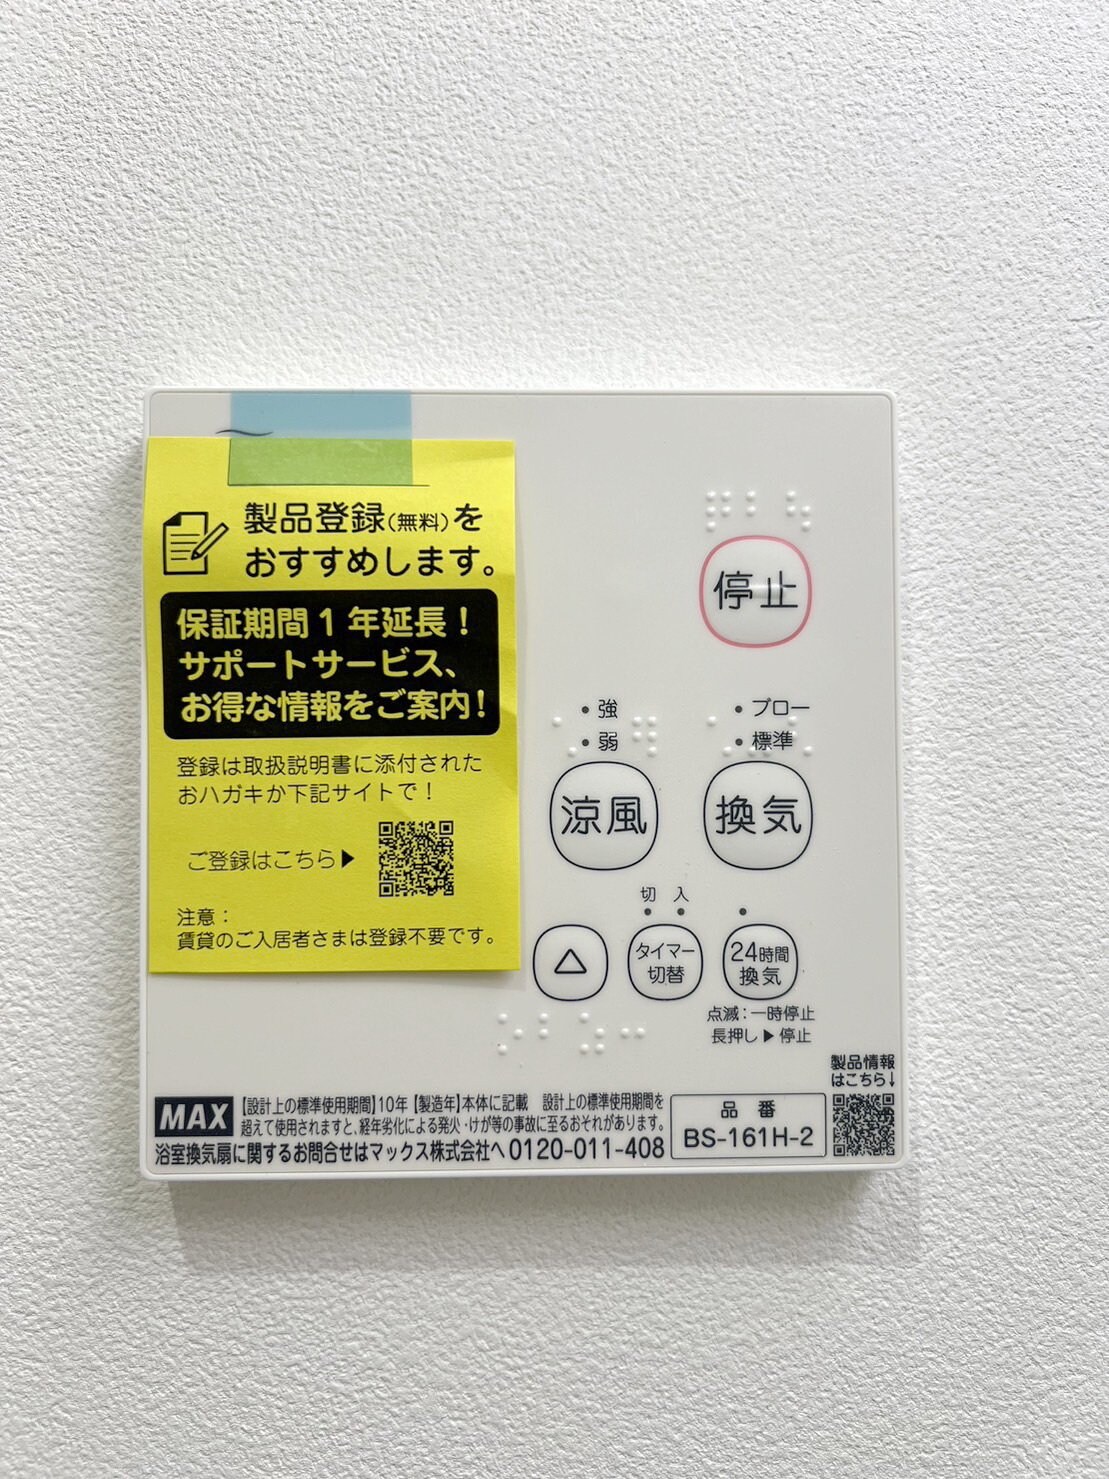 製品登録(無料)を
おすすめします。
保証期間1年延長！
サポートサービス、
お得な情報をご案内！
登録は取扱説明書に添付された
おハガキか下記サイトで！
ご登録はこちら▶
注意：
賃貸のご入居者さまは登録不要です。
停止
強
弱
涼風
ブロー
標準
換気
切 入
タイマー
切替
24時間
換気
点滅：一時停止
長押し▶停止
製品情報
はこちら↓
MAX
【設計上の標準使用期間】10年【製造年】本体に記載 設計上の標準使用期間を
超えて使用されますと、経年劣化による発火・けが等の事故に至るおそれがあります。
浴室換気扇に関するお問合せはマックス株式会社へ 0120-011-408
品 番
BS-161H-2